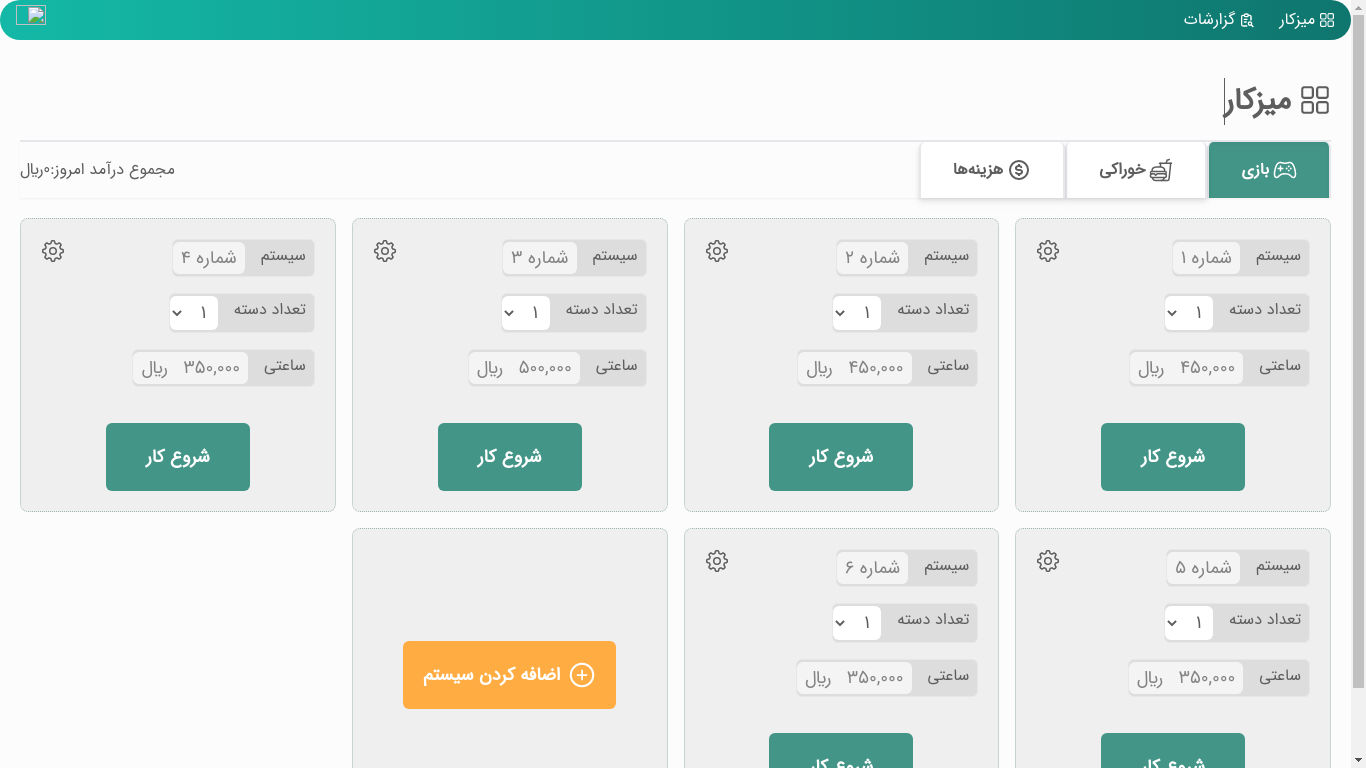 میزکار
گزارشات
میزکار
بازی
خوراکی
هزینه‌ها
مجموع درآمد امروز:۰ریال
سیستم شماره ۱
تعداد دسته ۱
ساعتی ۴۵۰,۰۰۰ ریال
شروع کار
سیستم شماره ۲
تعداد دسته ۱
ساعتی ۴۵۰,۰۰۰ ریال
شروع کار
سیستم شماره ۳
تعداد دسته ۱
ساعتی ۵۰۰,۰۰۰ ریال
شروع کار
سیستم شماره ۴
تعداد دسته ۱
ساعتی ۳۵۰,۰۰۰ ریال
شروع کار
سیستم شماره ۵
تعداد دسته ۱
ساعتی ۳۵۰,۰۰۰ ریال
شروع کار
سیستم شماره ۶
تعداد دسته ۱
ساعتی ۳۵۰,۰۰۰ ریال
شروع کار
اضافه کردن سیستم